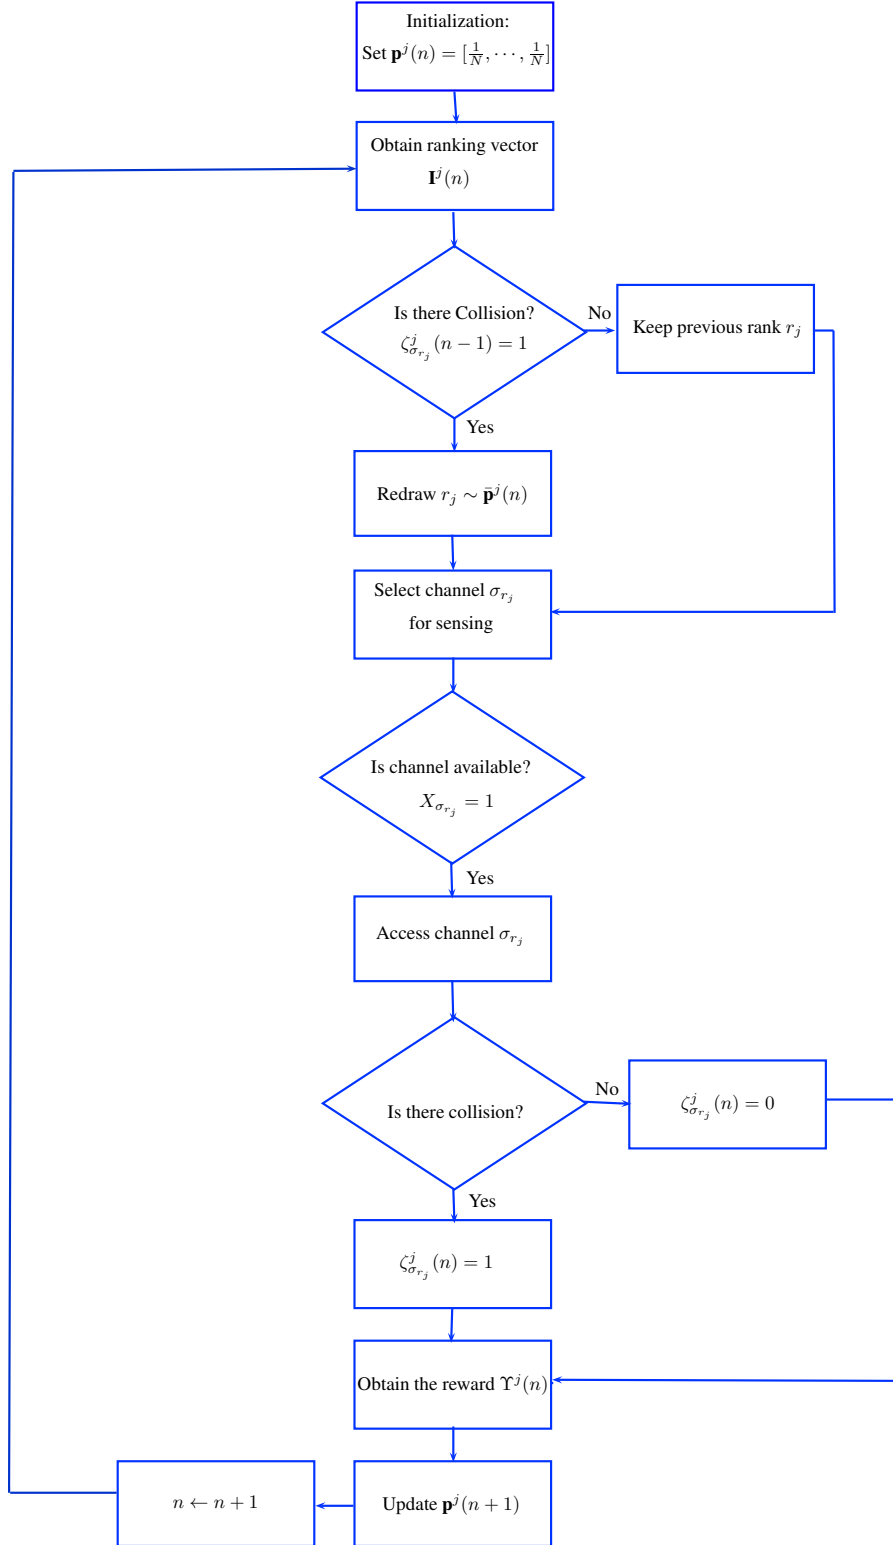 Initialization:
Set $\mathbf{p}^j(n) = [\frac{1}{N}, \cdots, \frac{1}{N}]$
Obtain ranking vector
$\mathbf{I}^j(n)$
Is there Collision?
$\zeta^j_{\sigma_{r_j}}(n-1) = 1$
No
Keep previous rank $r_j$
Yes
Redraw $r_j \sim \bar{\mathbf{p}}^j(n)$
Select channel $\sigma_{r_j}$
for sensing
Is channel available?
$X_{\sigma_{r_j}} = 1$
Yes
Access channel $\sigma_{r_j}$
Is there collision?
No
$\zeta^j_{\sigma_{r_j}}(n) = 0$
Yes
$\zeta^j_{\sigma_{r_j}}(n) = 1$
Obtain the reward $\Upsilon^j(n)$
Update $\mathbf{p}^j(n+1)$
$n \leftarrow n+1$